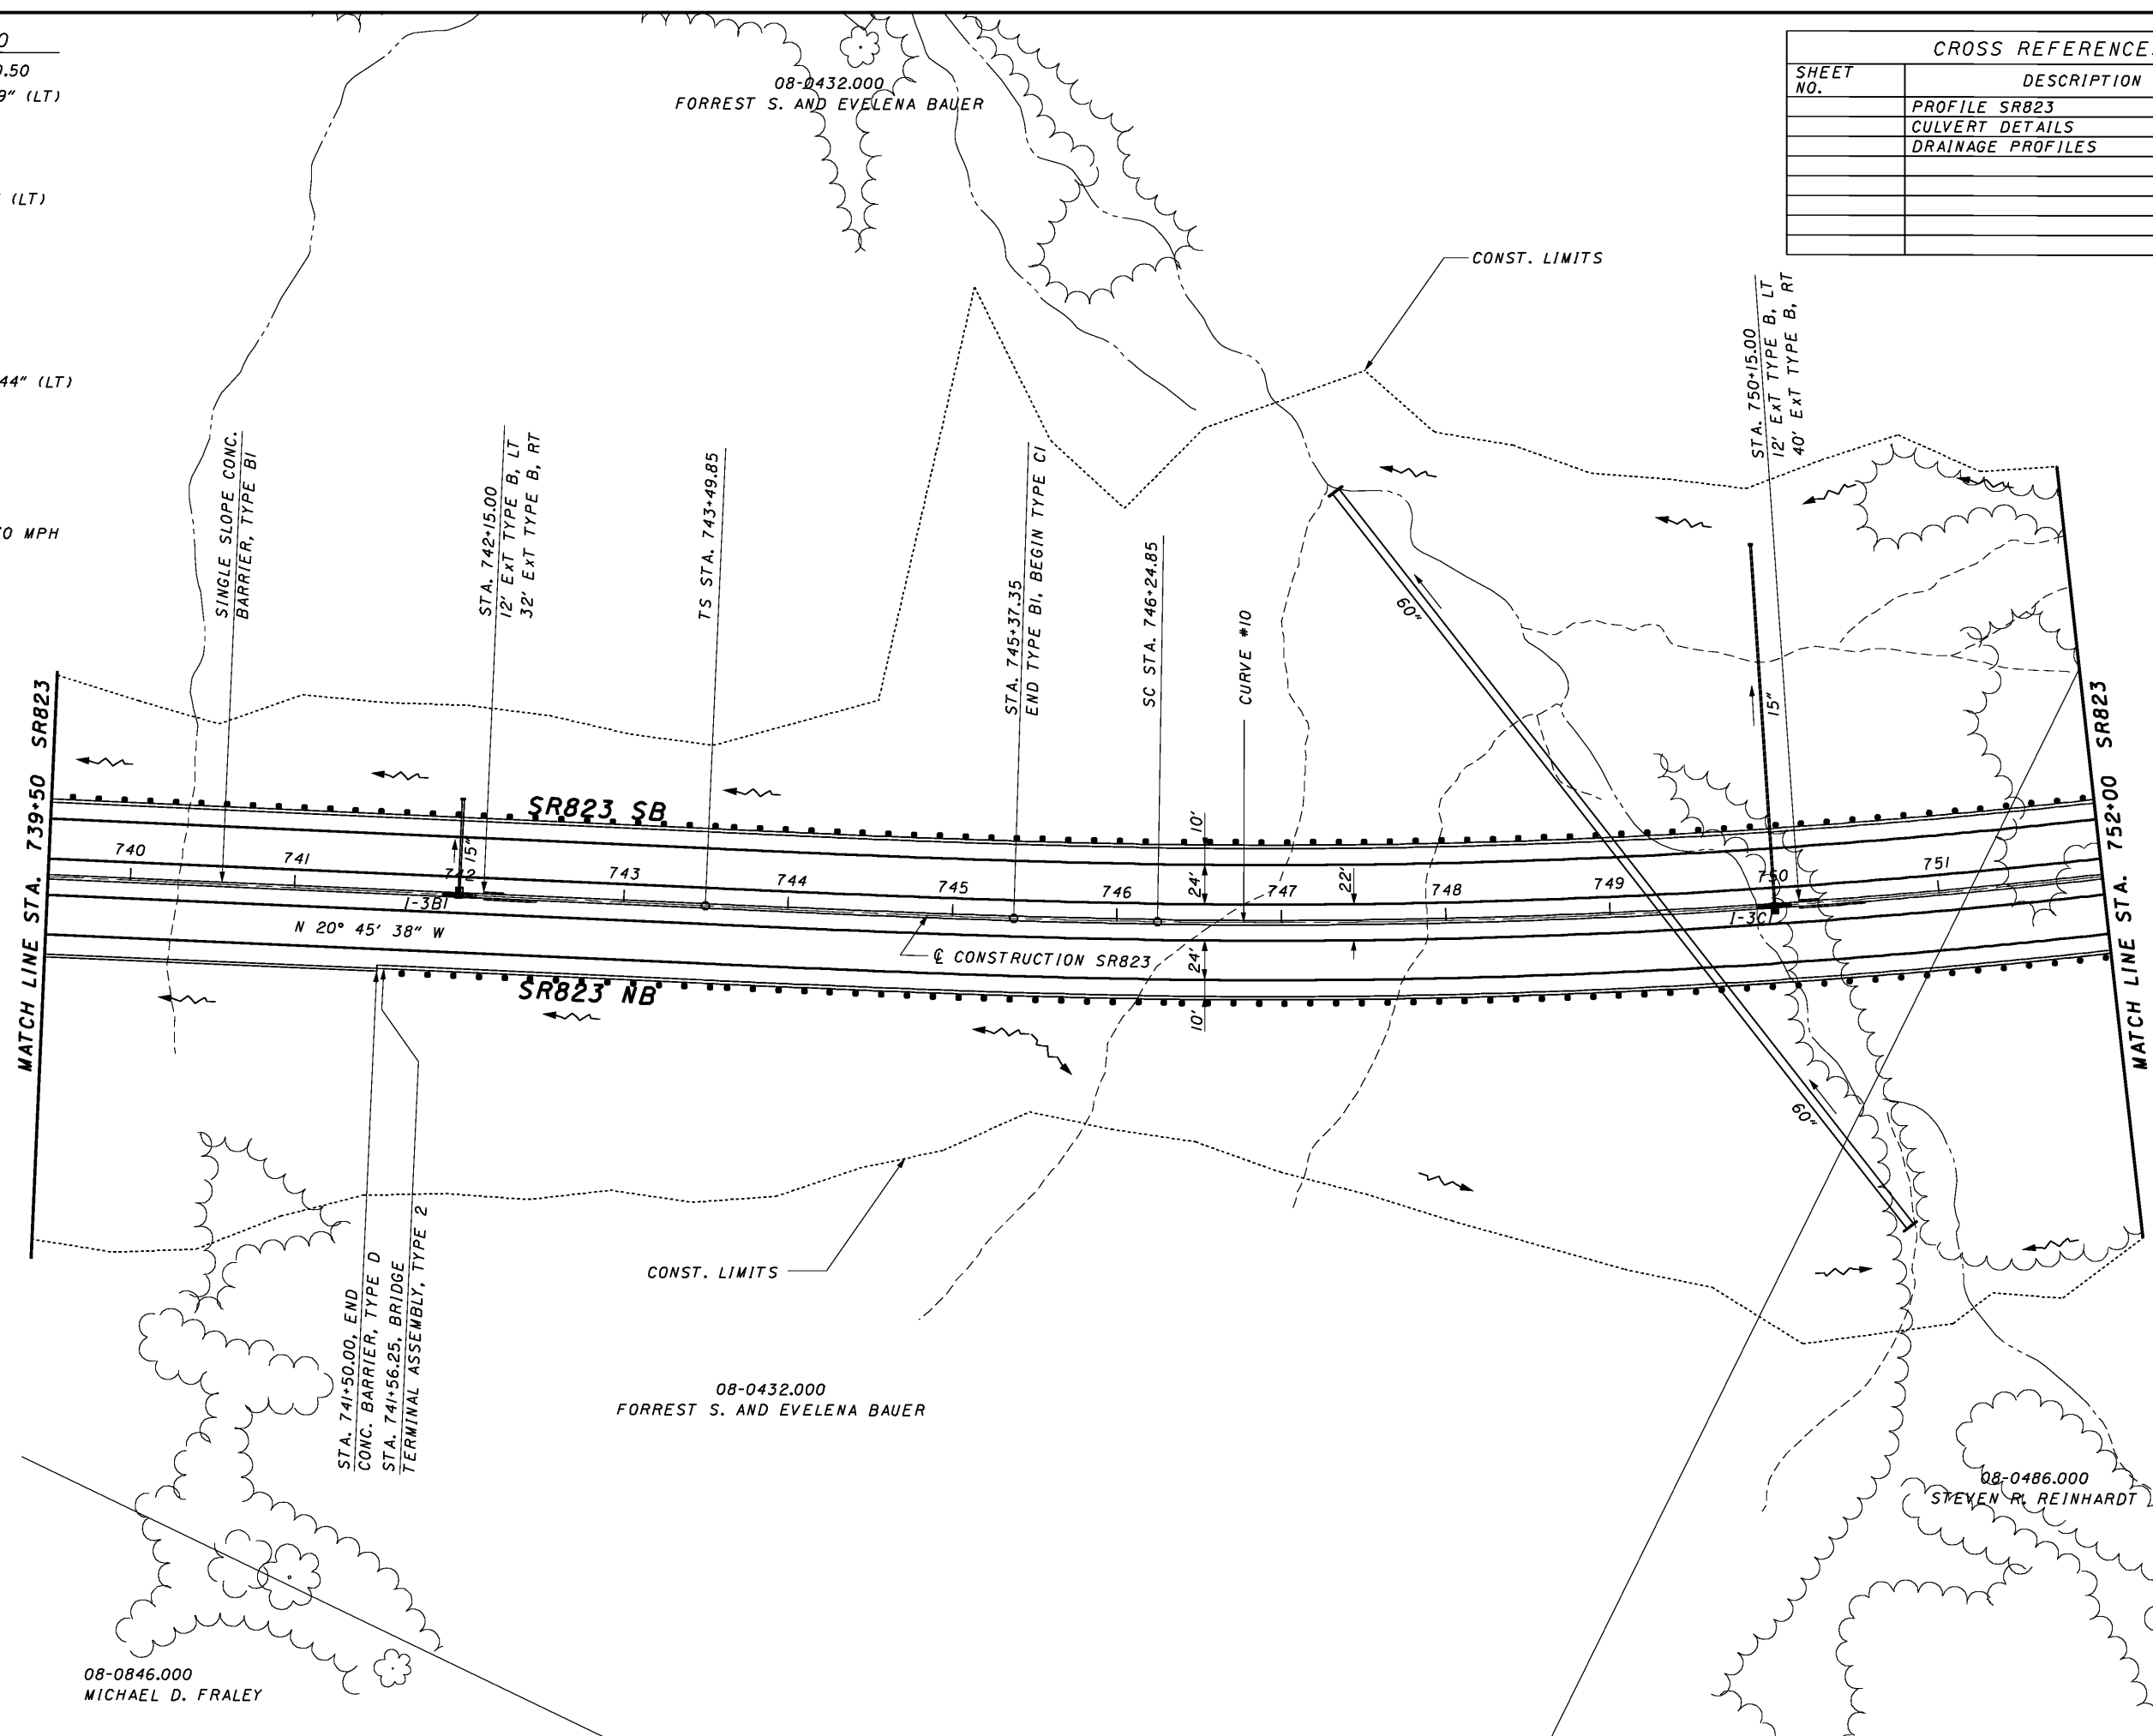 CROSS REFERENCE
SHEET NO.
DESCRIPTION
PROFILE SR823
CULVERT DETAILS
DRAINAGE PROFILES
0
.50
9" (LT)
(LT)
44" (LT)
0 MPH
08-0432.000
FORREST S. AND EVELENA BAUER
CONST. LIMITS
SINGLE SLOPE CONC.
BARRIER, TYPE B1
STA. 742+15.00
12' EXT TYPE B, LT
32' EXT TYPE B, RT
TS STA. 743+49.85
STA. 745+37.35
END TYPE B1, BEGIN TYPE C1
SC STA. 746+24.85
CURVE #10
STA. 750+15.00
12' EXT TYPE B, LT
40' EXT TYPE B, RT
60"
15"
MATCH LINE STA. 739+50 SR823
MATCH LINE STA. 752+00 SR823
SR823 SB
10'
740
741
742
15"
743
744
745
746
24'
747
22'
748
749
750
751
I-3B1
I-3C1
N 20° 45' 38" W
℄ CONSTRUCTION SR823
24'
SR823 NB
10'
60"
STA. 741+50.00, END
CONC. BARRIER, TYPE D
STA. 741+56.25, BRIDGE
TERMINAL ASSEMBLY, TYPE 2
CONST. LIMITS
08-0432.000
FORREST S. AND EVELENA BAUER
08-0486.000
STEVEN R. REINHARDT
08-0846.000
MICHAEL D. FRALEY